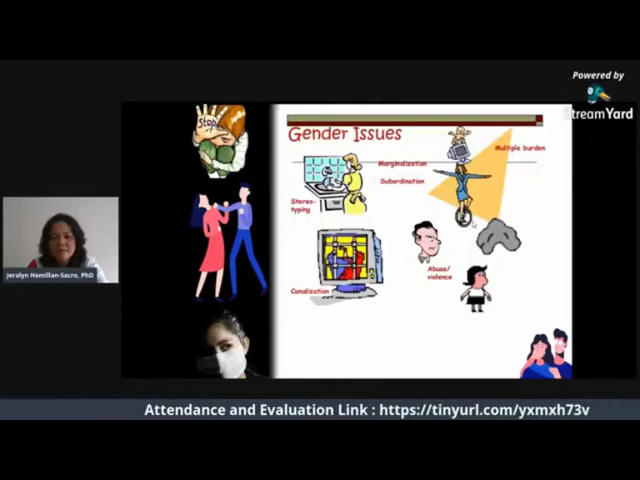 Powered by
StreamYard
Stop
Gender Issues
Multiple burden
Marginalization
Subordination
Stereo-
typing
Abuse/
violence
Canalization
Jeralyn Hemillan-Sacro, PhD
Attendance and Evaluation Link : https://tinyurl.com/yxmxh73v